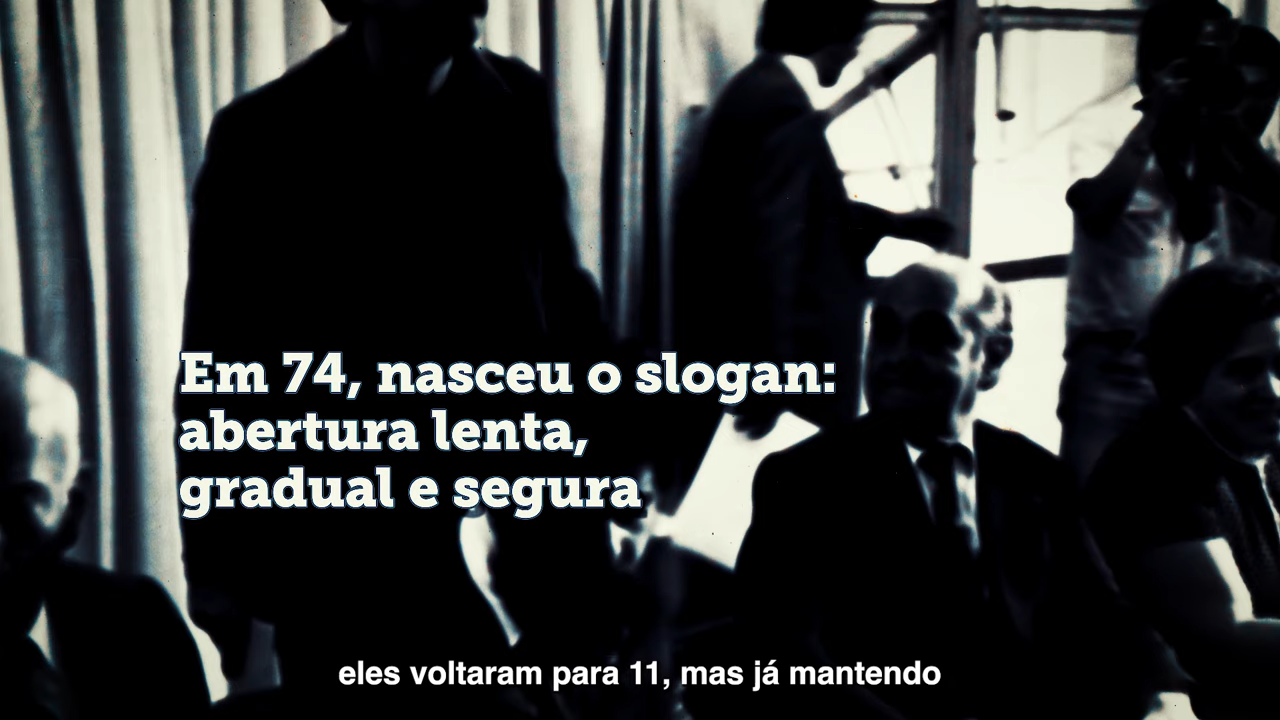 Em 74, nasceu o slogan:
abertura lenta,
gradual e segura
eles voltaram para 11, mas já mantendo